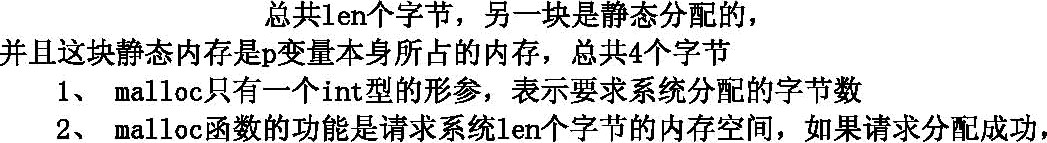 总共len个字节，另一块是静态分配的，
并且这块静态内存是p变量本身所占的内存，总共4个字节
1、 malloc只有一个int型的形参，表示要求系统分配的字节数
2、 malloc函数的功能是请求系统len个字节的内存空间，如果请求分配成功，